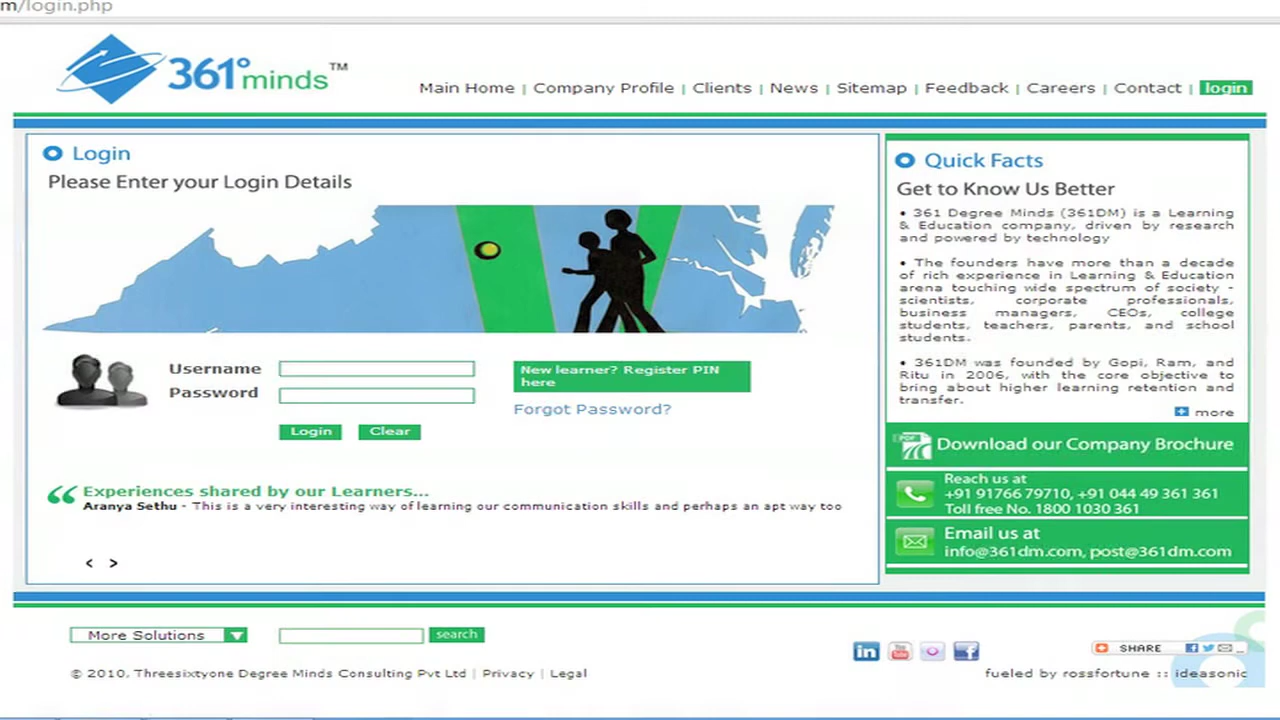 m/login.php
361°minds™
Main Home | Company Profile | Clients | News | Sitemap | Feedback | Careers | Contact | login
Login
Please Enter your Login Details
Username
Password
New learner? Register PIN
here
Forgot Password?
Login Clear
Experiences shared by our Learners...
Aranya Sethu - This is a very interesting way of learning our communication skills and perhaps an apt way too
< >
Quick Facts
Get to Know Us Better
• 361 Degree Minds (361DM) is a Learning
& Education company, driven by research
and powered by technology
• The founders have more than a decade
of rich experience in Learning & Education
arena touching wide spectrum of society -
scientists, corporate professionals,
business managers, CEOs, college
students, teachers, parents, and school
students.
• 361DM was founded by Gopi, Ram, and
Ritu in 2006, with the core objective to
bring about higher learning retention and
transfer.
more
PDF
Download our Company Brochure
Reach us at
+91 91766 79710, +91 044 49 361 361
Toll free No. 1800 1030 361
Email us at
info@361dm.com, post@361dm.com
More Solutions
search
in You Tube f
SHARE
© 2010, Threesixtyone Degree Minds Consulting Pvt Ltd | Privacy | Legal
fueled by rossfortune :: ideasonic